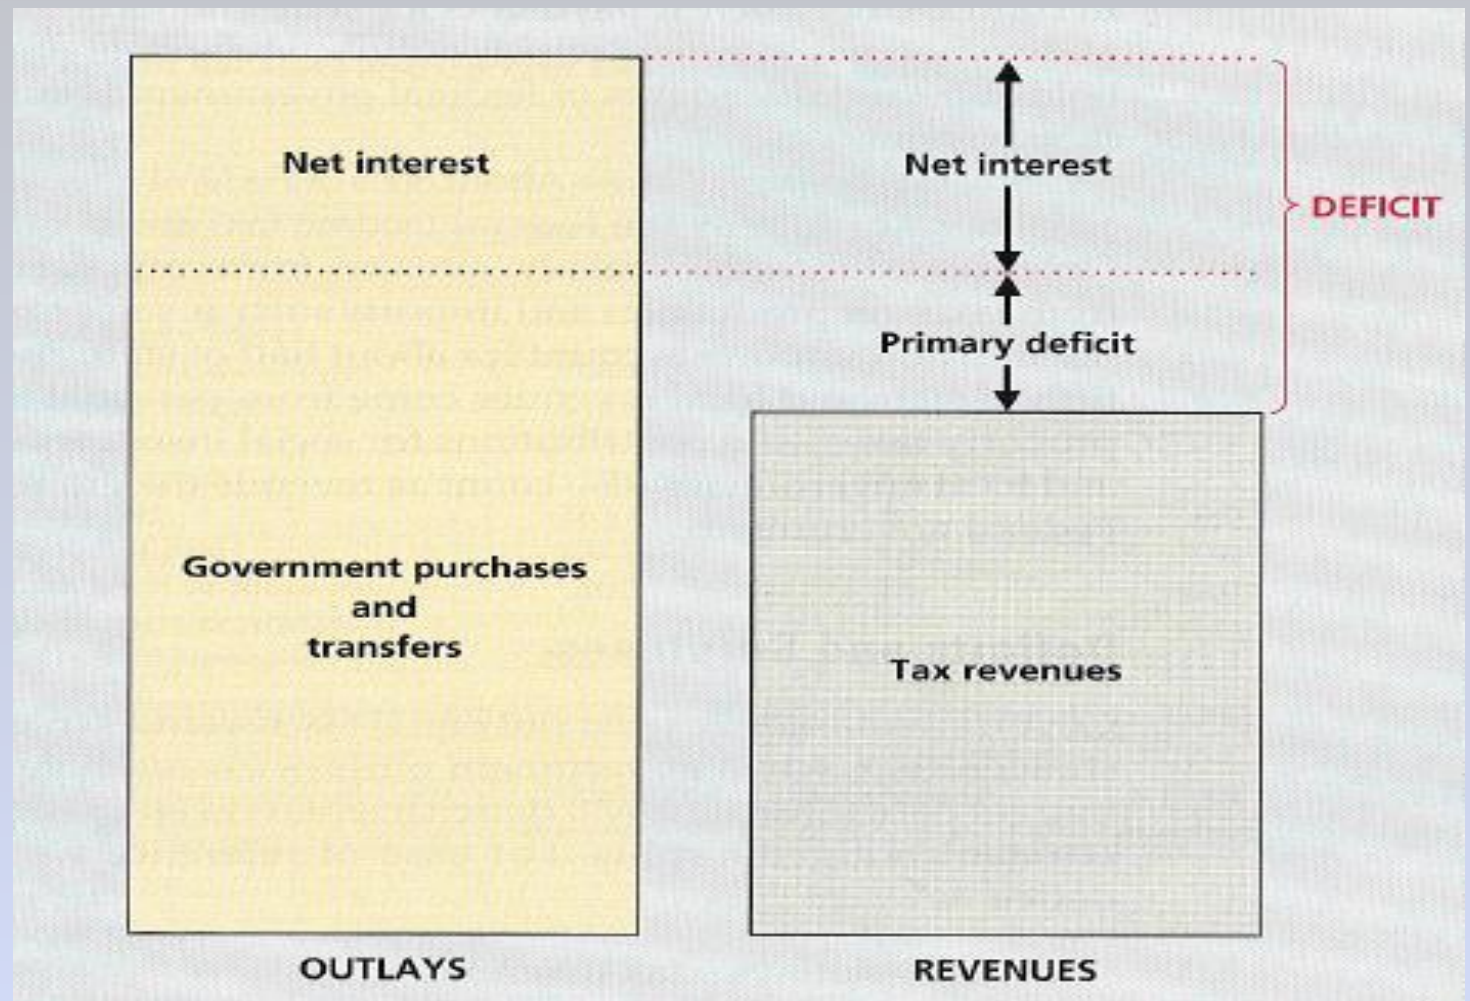 Net interest
Government purchases
and
transfers
OUTLAYS
Net interest
Primary deficit
DEFICIT
Tax revenues
REVENUES